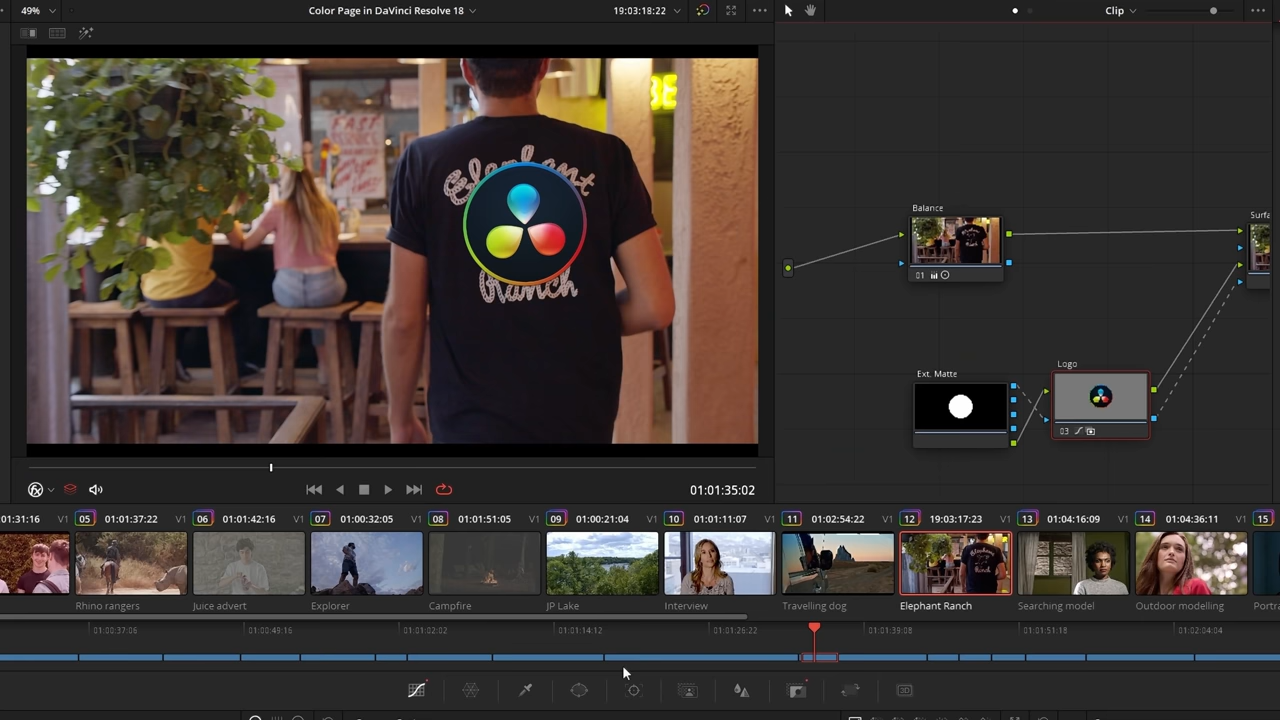 49%
Color Page in DaVinci Resolve 18
19:03:18:22
Clip
BE
FAST
Elephant
Ranch
Balance
01
Surfa
Ext. Matte
Logo
03
01:01:35:02
01:31:16 V1
05 01:01:37:22 V1
06 01:01:42:16 V1
07 01:00:32:05 V1
08 01:01:51:05 V1
09 01:00:21:04 V1
10 01:01:11:07 V1
11 01:02:54:22 V1
12 19:03:17:23 V1
13 01:04:16:09 V1
14 01:04:36:11 V1
15
Rhino rangers
Juice advert
Explorer
Campfire
JP Lake
Interview
Travelling dog
Elephant Ranch
Searching model
Outdoor modelling
Portra
01:00:37:06
01:00:49:16
01:01:02:02
01:01:14:12
01:01:26:22
01:01:39:08
01:01:51:18
01:02:04:04
3D